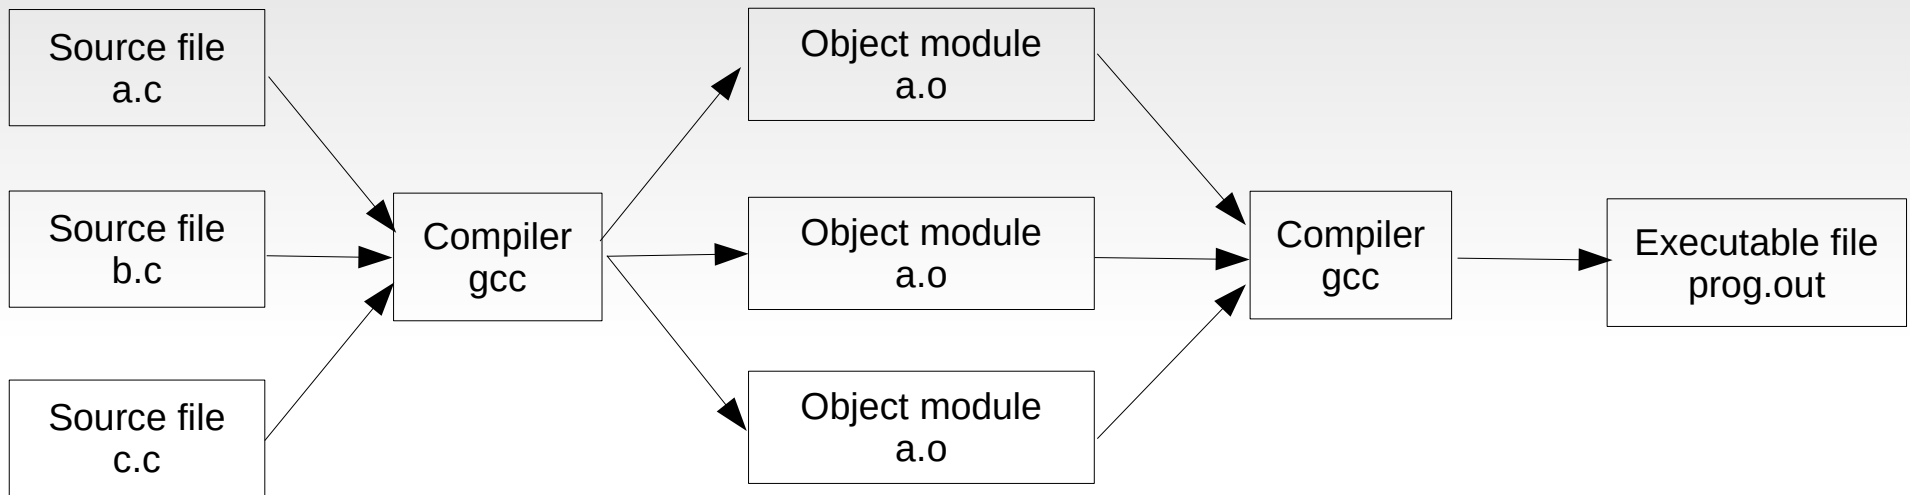 Source file
a.c
Source file
b.c
Source file
c.c
Compiler
gcc
Object module
a.o
Object module
a.o
Object module
a.o
Compiler
gcc
Executable file
prog.out